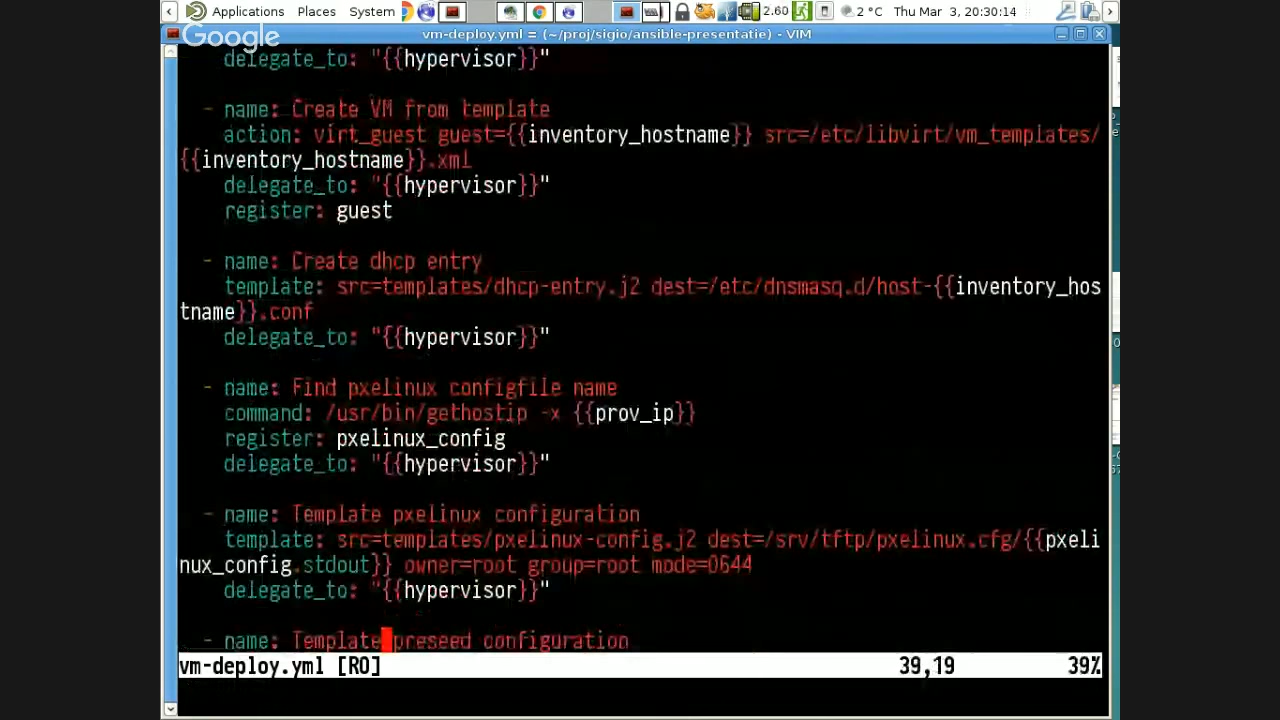 Applications Places System 2.60 2 °C Thu Mar 3, 20:30:14
Google
vm-deploy.yml = (~/proj/sigio/ansible-presentatie) - VIM
delegate_to: "{{hypervisor}}"
- name: Create VM from template
action: virt_guest guest={{inventory_hostname}} src=/etc/libvirt/vm_templates/
{{inventory_hostname}}.xml
delegate_to: "{{hypervisor}}"
register: guest
- name: Create dhcp entry
template: src=templates/dhcp-entry.j2 dest=/etc/dnsmasq.d/host-{{inventory_hos
tname}}.conf
delegate_to: "{{hypervisor}}"
- name: Find pxelinux configfile name
command: /usr/bin/gethostip -x {{prov_ip}}
register: pxelinux_config
delegate_to: "{{hypervisor}}"
- name: Template pxelinux configuration
template: src=templates/pxelinux-config.j2 dest=/srv/tftp/pxelinux.cfg/{{pxeli
nux_config.stdout}} owner=root group=root mode=0644
delegate_to: "{{hypervisor}}"
- name: Template preseed configuration
vm-deploy.yml [RO] 39,19 39%